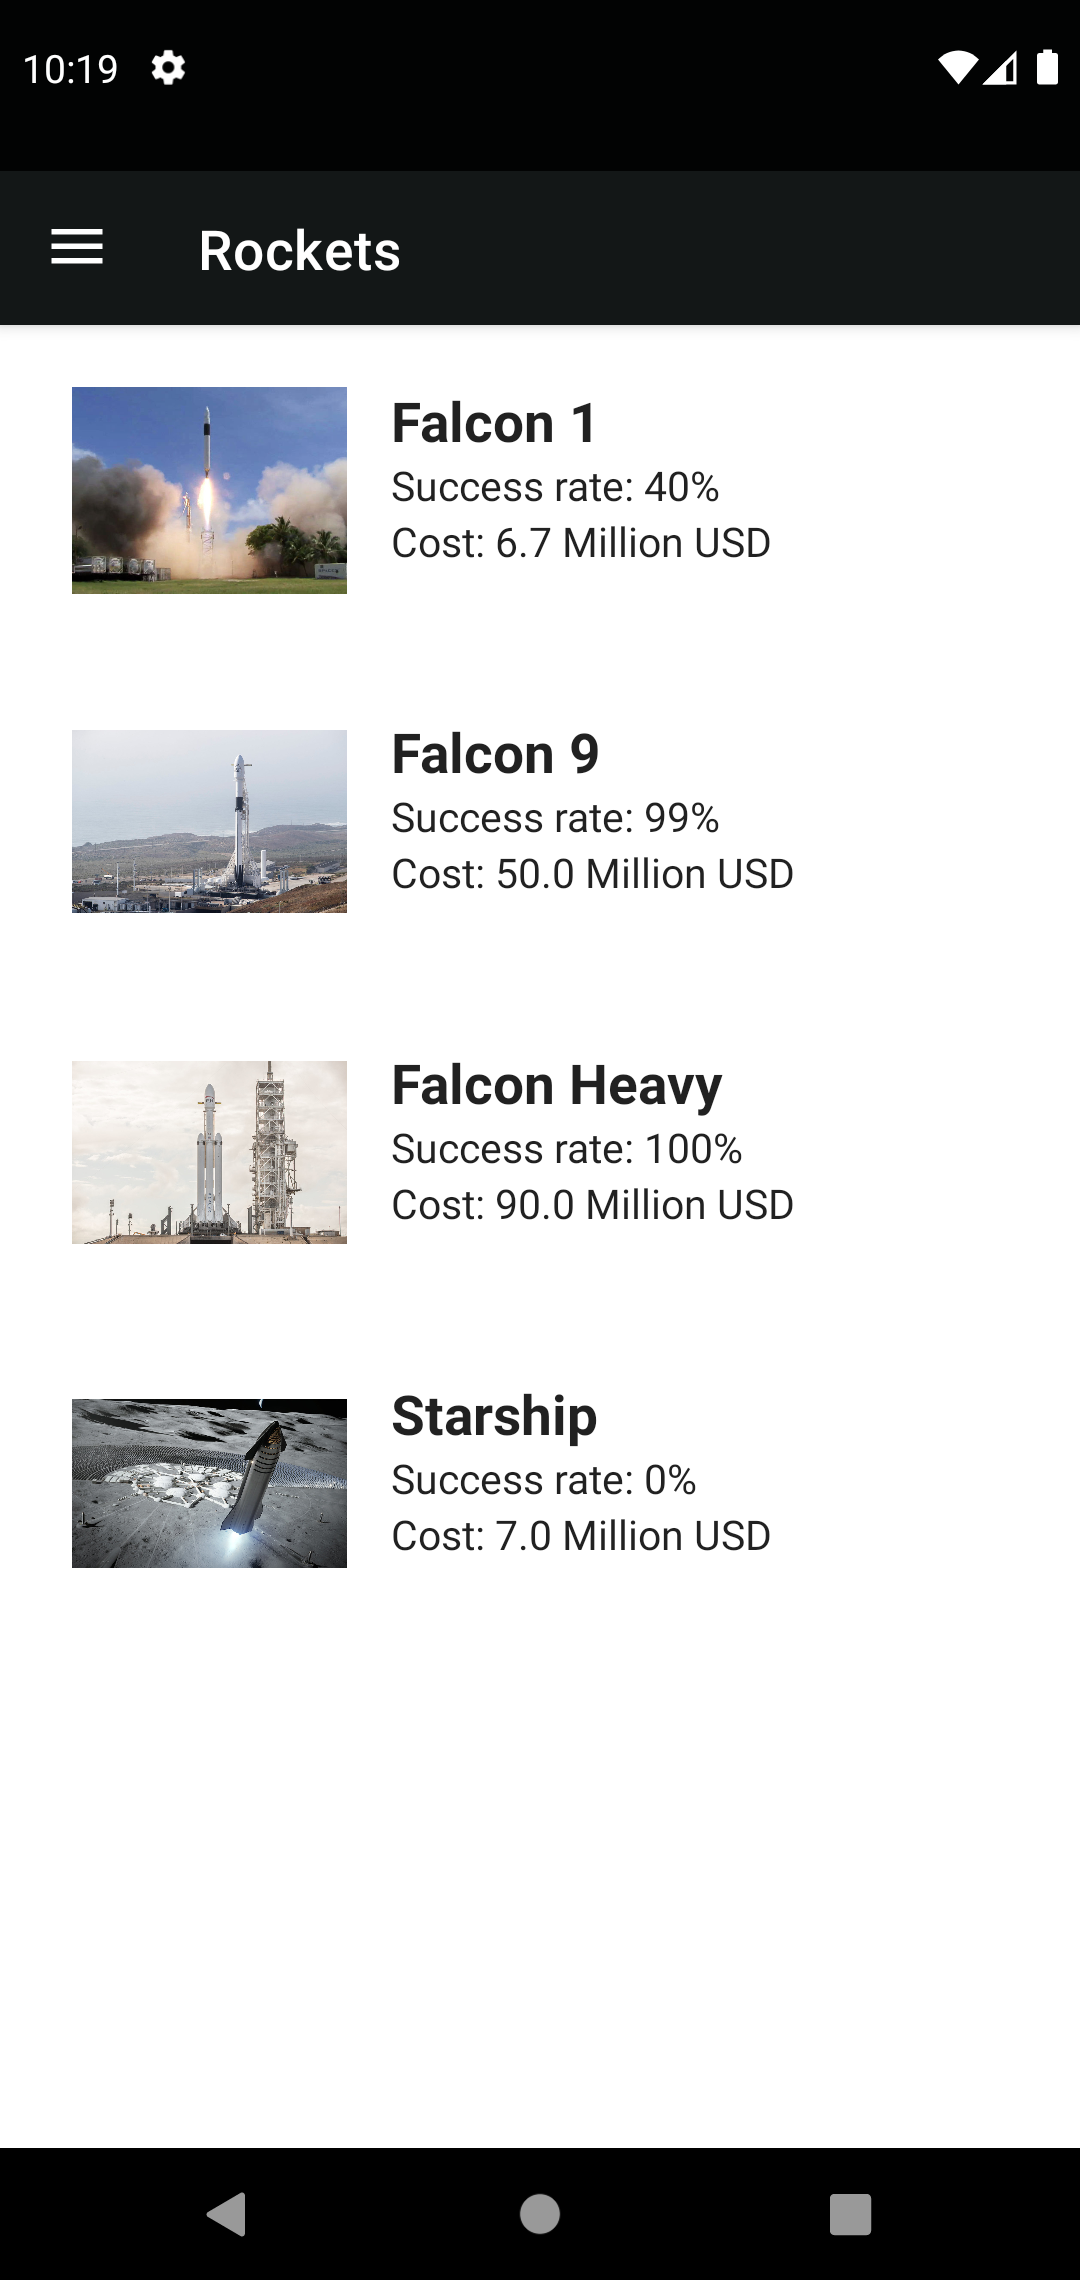 10:19
Rockets
Falcon 1
Success rate: 40%
Cost: 6.7 Million USD
Falcon 9
Success rate: 99%
Cost: 50.0 Million USD
Falcon Heavy
Success rate: 100%
Cost: 90.0 Million USD
Starship
Success rate: 0%
Cost: 7.0 Million USD